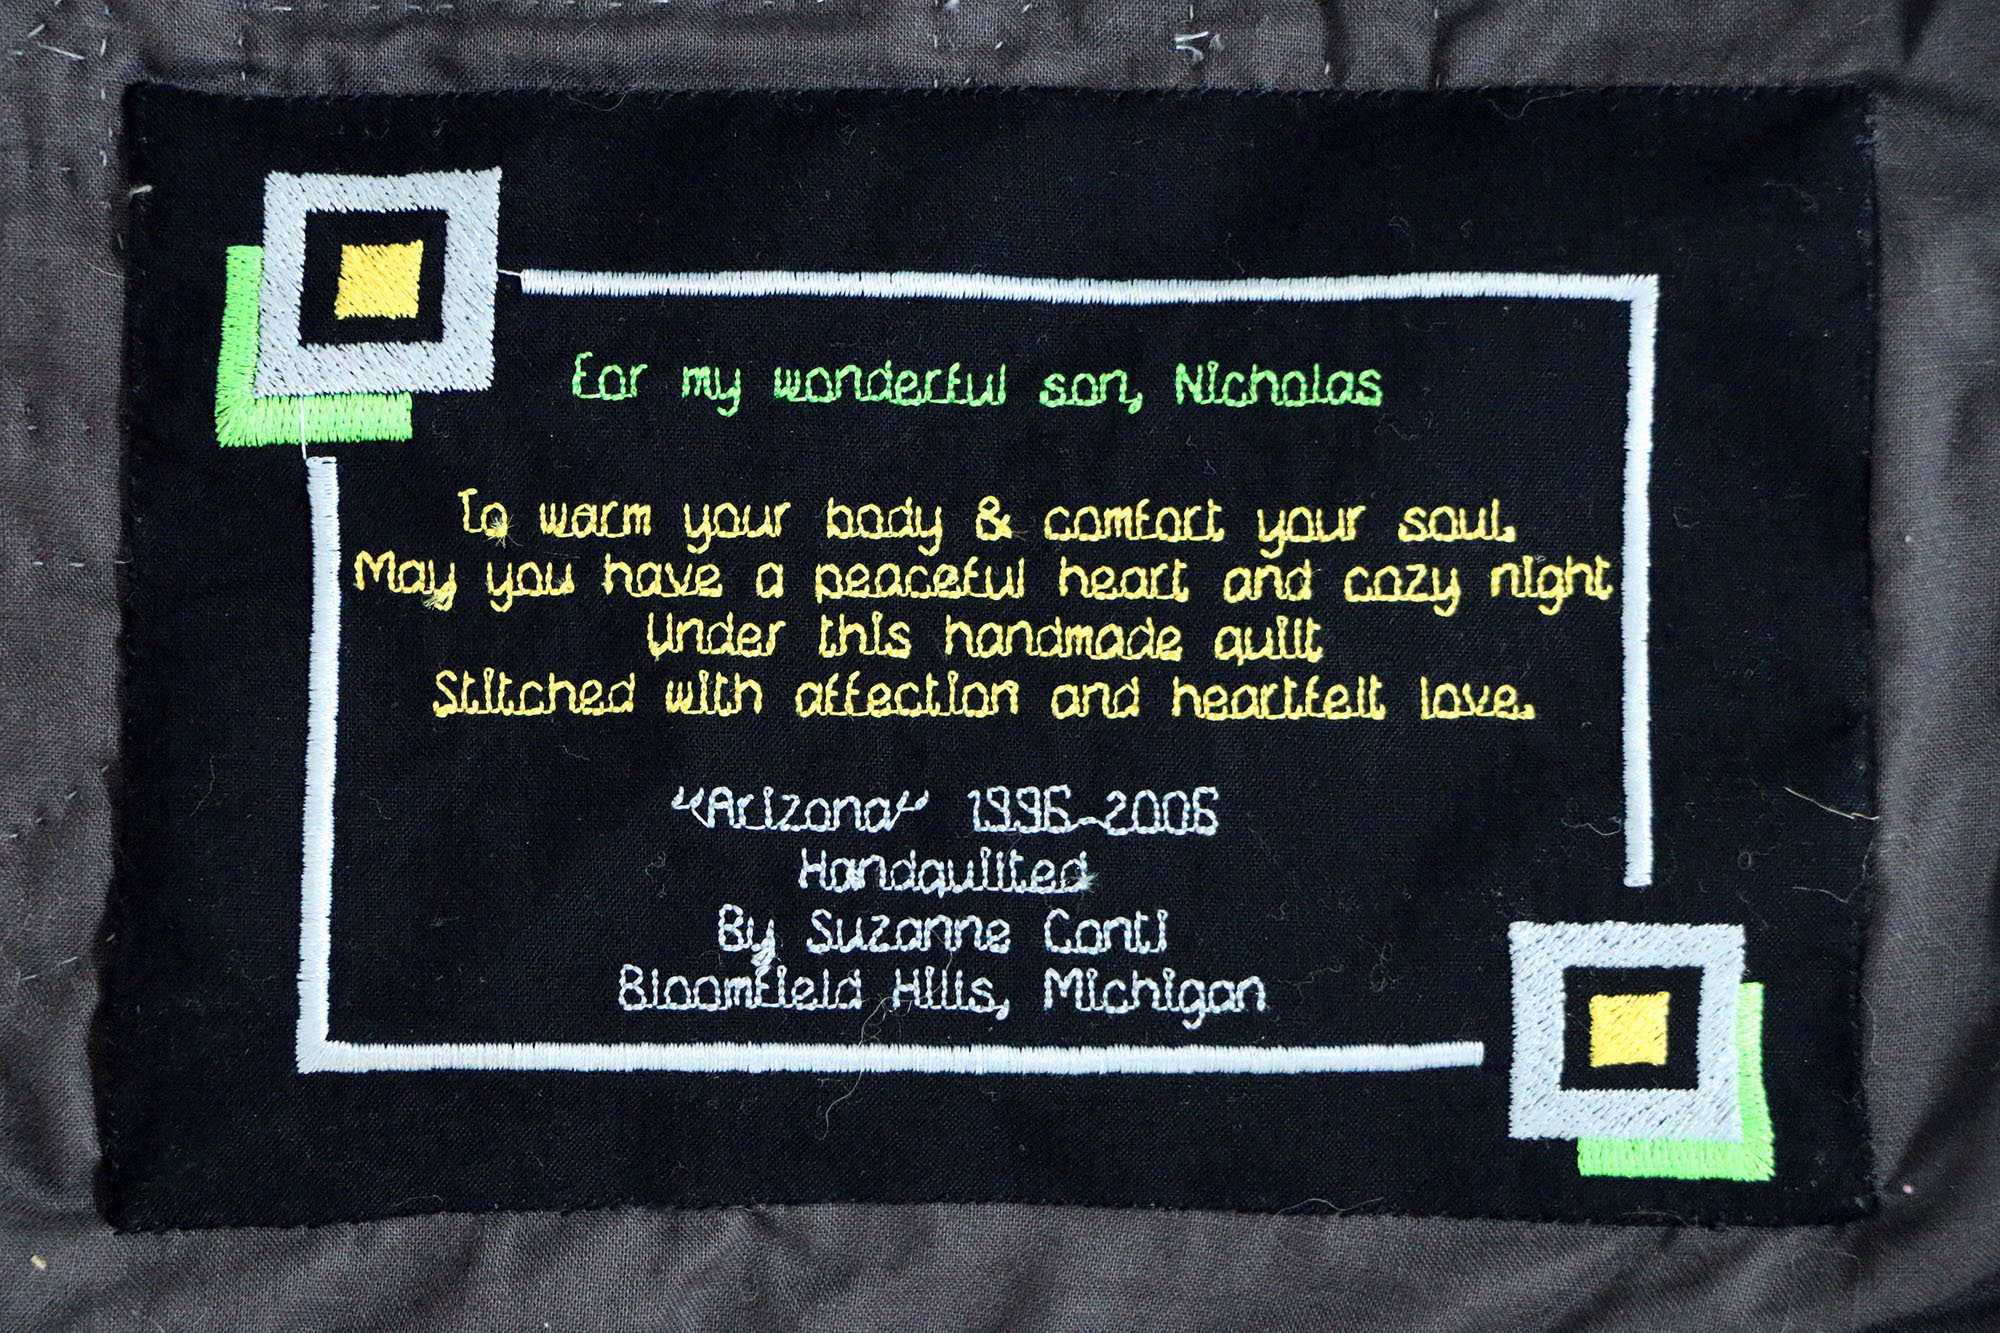 For my wonderful son, Nicholas
To warm your body & comfort your soul,
May you have a peaceful heart and cozy night
Under this handmade quilt
Stitched with affection and heartfelt love.
"Arizona" 1996-2006
Handquilted
By Suzanne Conti
Bloomfield Hills, Michigan